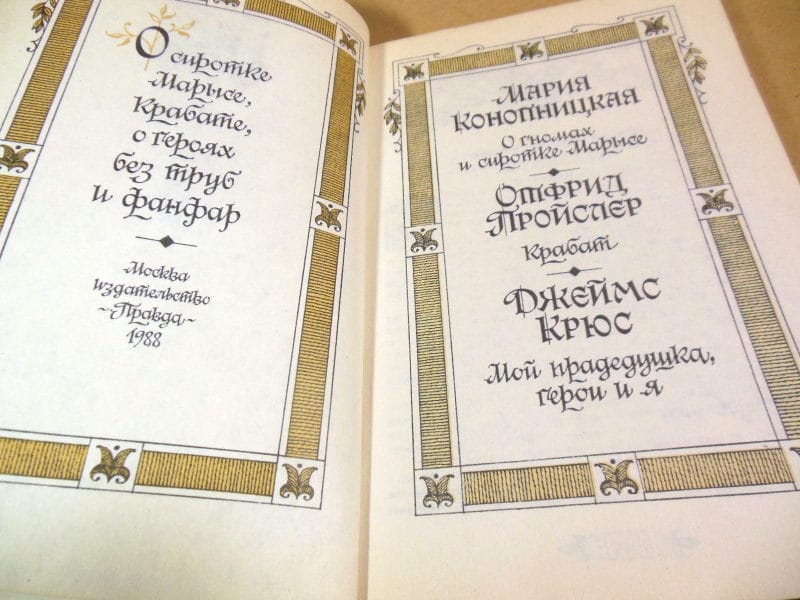 О сиротке
Марысе,
Крабате,
о героях
без труб
и фанфар
Москва
издательство
~Правда~
1988
Мария
Конопницкая
О гномах
и сиротке Марысе
Отфрид
Пройслер
Крабат
Джеймс
Крюс
Мой прадедушка,
герои и я